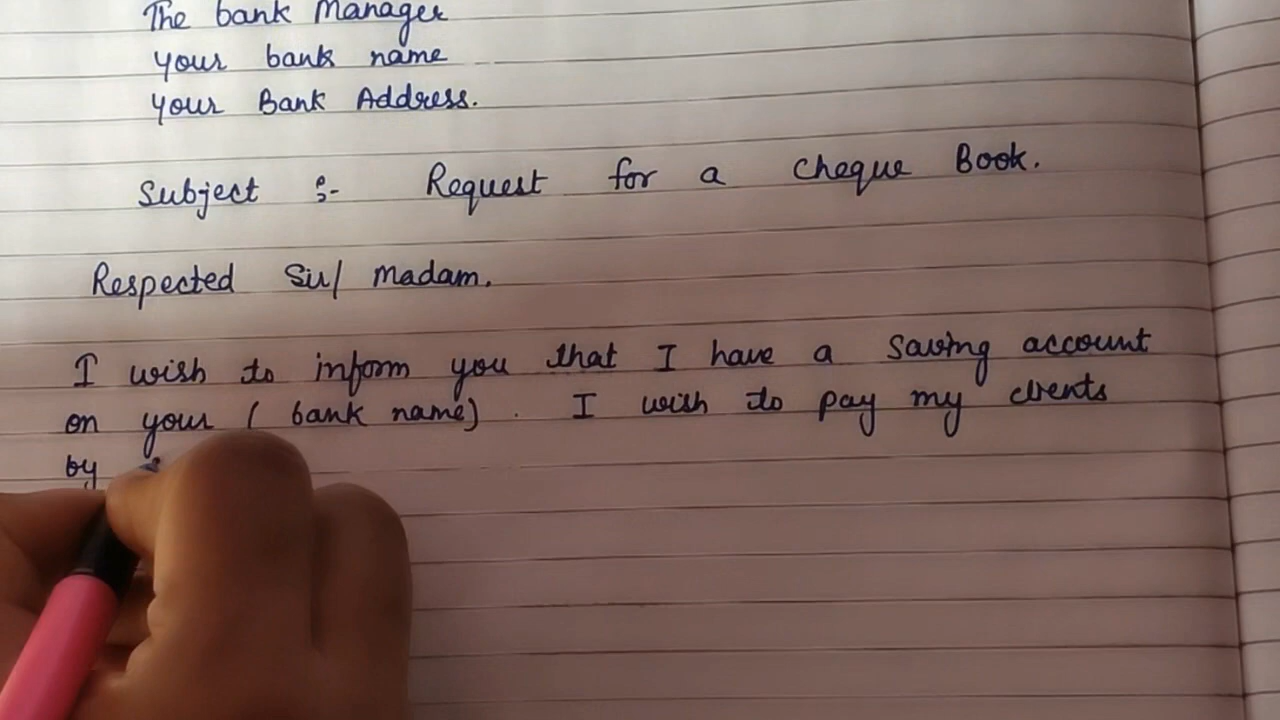 The bank Manager
your bank name
your Bank Address.
Subject :- Request for a cheque Book.
Respected Sir/ Madam.
I wish to inform you that I have a saving account
on your ( bank name) . I wish to pay my clients
by